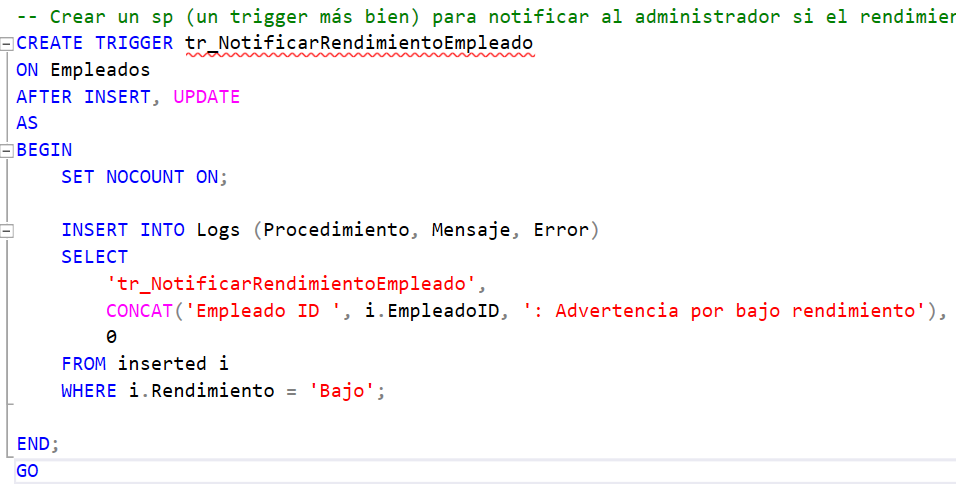 -- Crear un sp (un trigger más bien) para notificar al administrador si el
CREATE TRIGGER tr_NotificarRendimientoEmpleado
ON Empleados
AFTER INSERT, UPDATE
AS
BEGIN
    SET NOCOUNT ON;
    INSERT INTO Logs (Procedimiento, Mensaje, Error)
    SELECT
        'tr_NotificarRendimientoEmpleado',
        CONCAT('Empleado ID ', i.EmpleadoID, ': Advertencia por bajo rendimiento'),
        0
    FROM inserted i
    WHERE i.Rendimiento = 'Bajo';
END;
GO